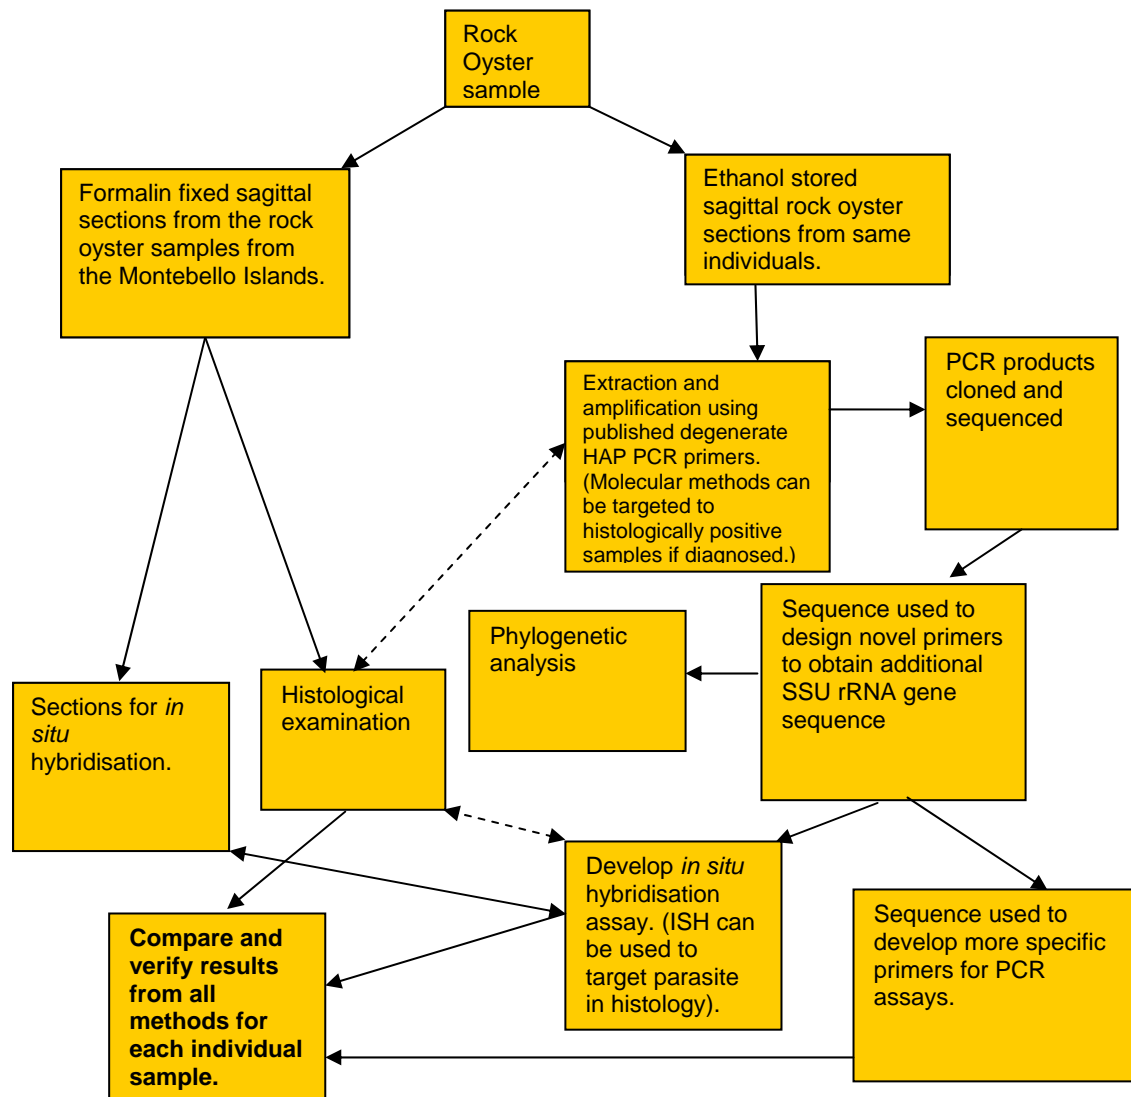 Rock
Oyster
sample
Formalin fixed sagittal
sections from the rock
oyster samples from
the Montebello Islands.
Ethanol stored
sagittal rock oyster
sections from same
individuals.
Extraction and
amplification using
published degenerate
HAP PCR primers.
(Molecular methods can
be targeted to
histologically positive
samples if diagnosed.)
PCR products
cloned and
sequenced
Sequence used to
design novel primers
to obtain additional
SSU rRNA gene
sequence
Phylogenetic
analysis
Histological
examination
Sections for in
situ
hybridisation.
Develop in situ
hybridisation
assay. (ISH can
be used to
target parasite
in histology).
Sequence used to
develop more specific
primers for PCR
assays.
Compare and
verify results
from all
methods for
each individual
sample.